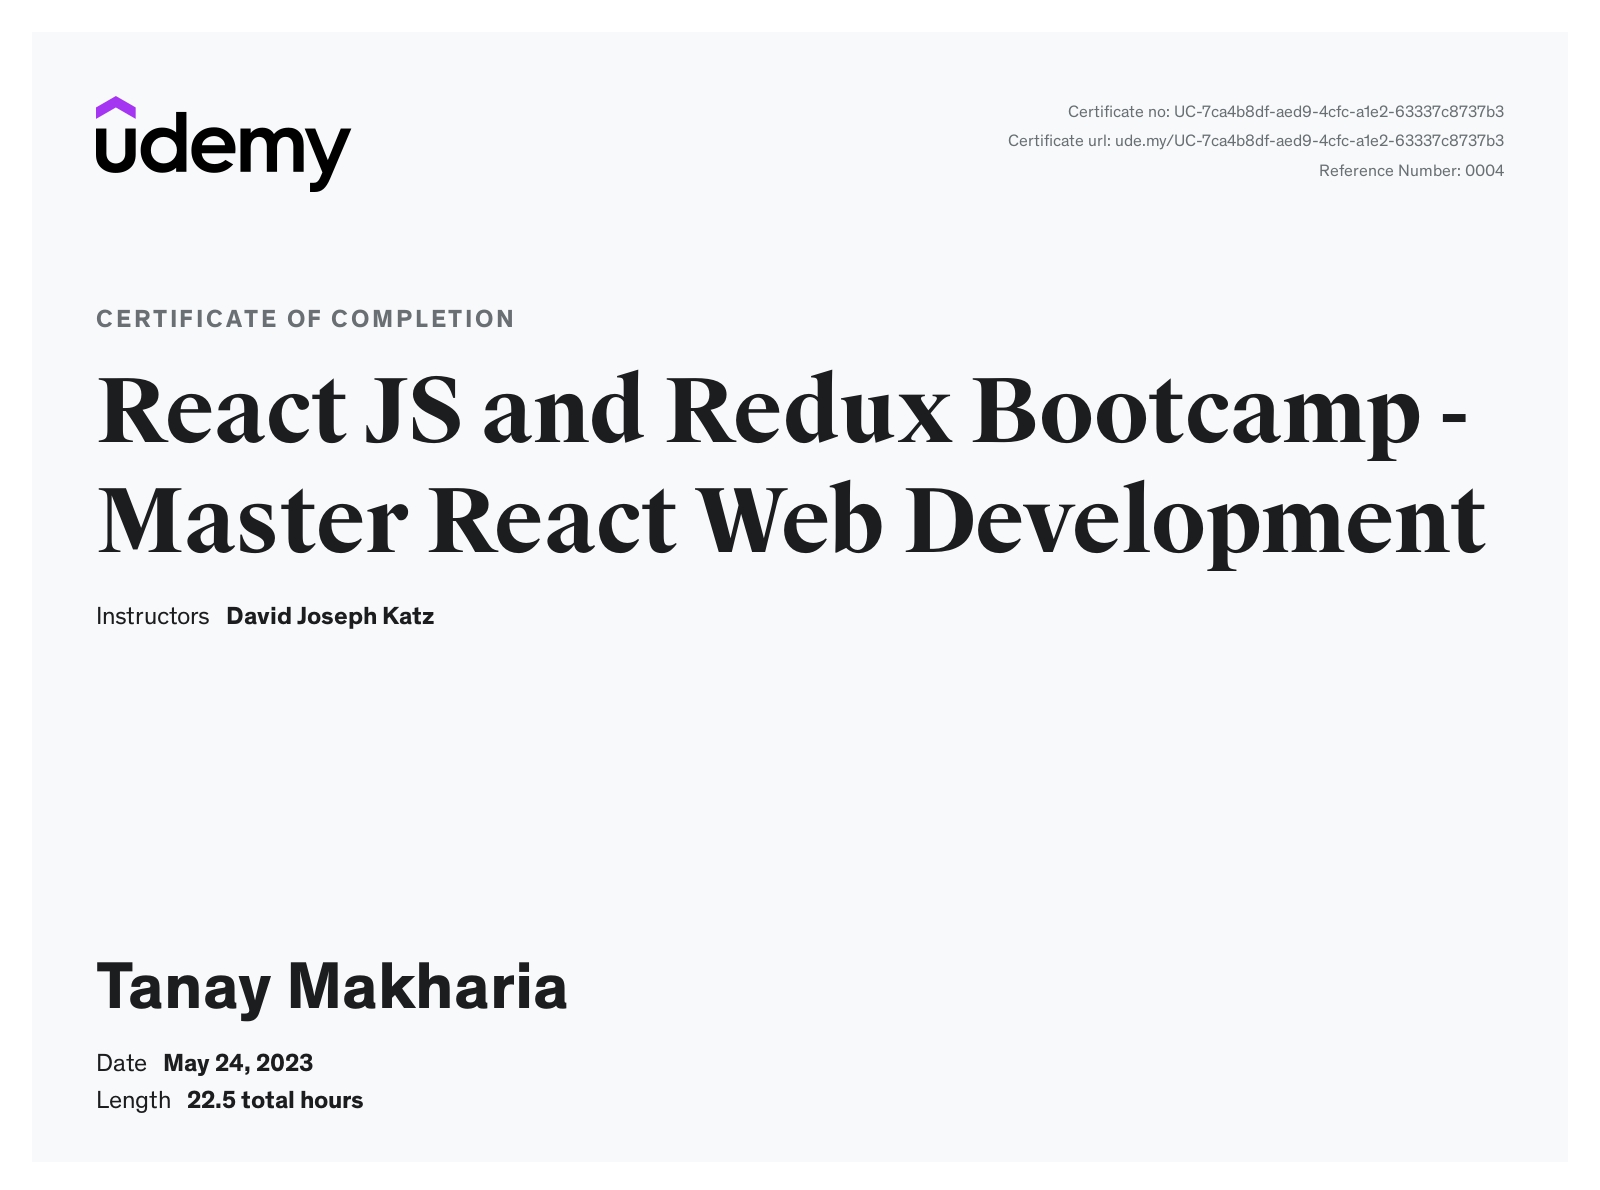 udemy
Certificate no: UC-7ca4b8df-aed9-4cfc-a1e2-63337c8737b3
Certificate url: ude.my/UC-7ca4b8df-aed9-4cfc-a1e2-63337c8737b3
Reference Number: 0004
CERTIFICATE OF COMPLETION
React JS and Redux Bootcamp -
Master React Web Development
Instructors David Joseph Katz
Tanay Makharia
Date May 24, 2023
Length 22.5 total hours